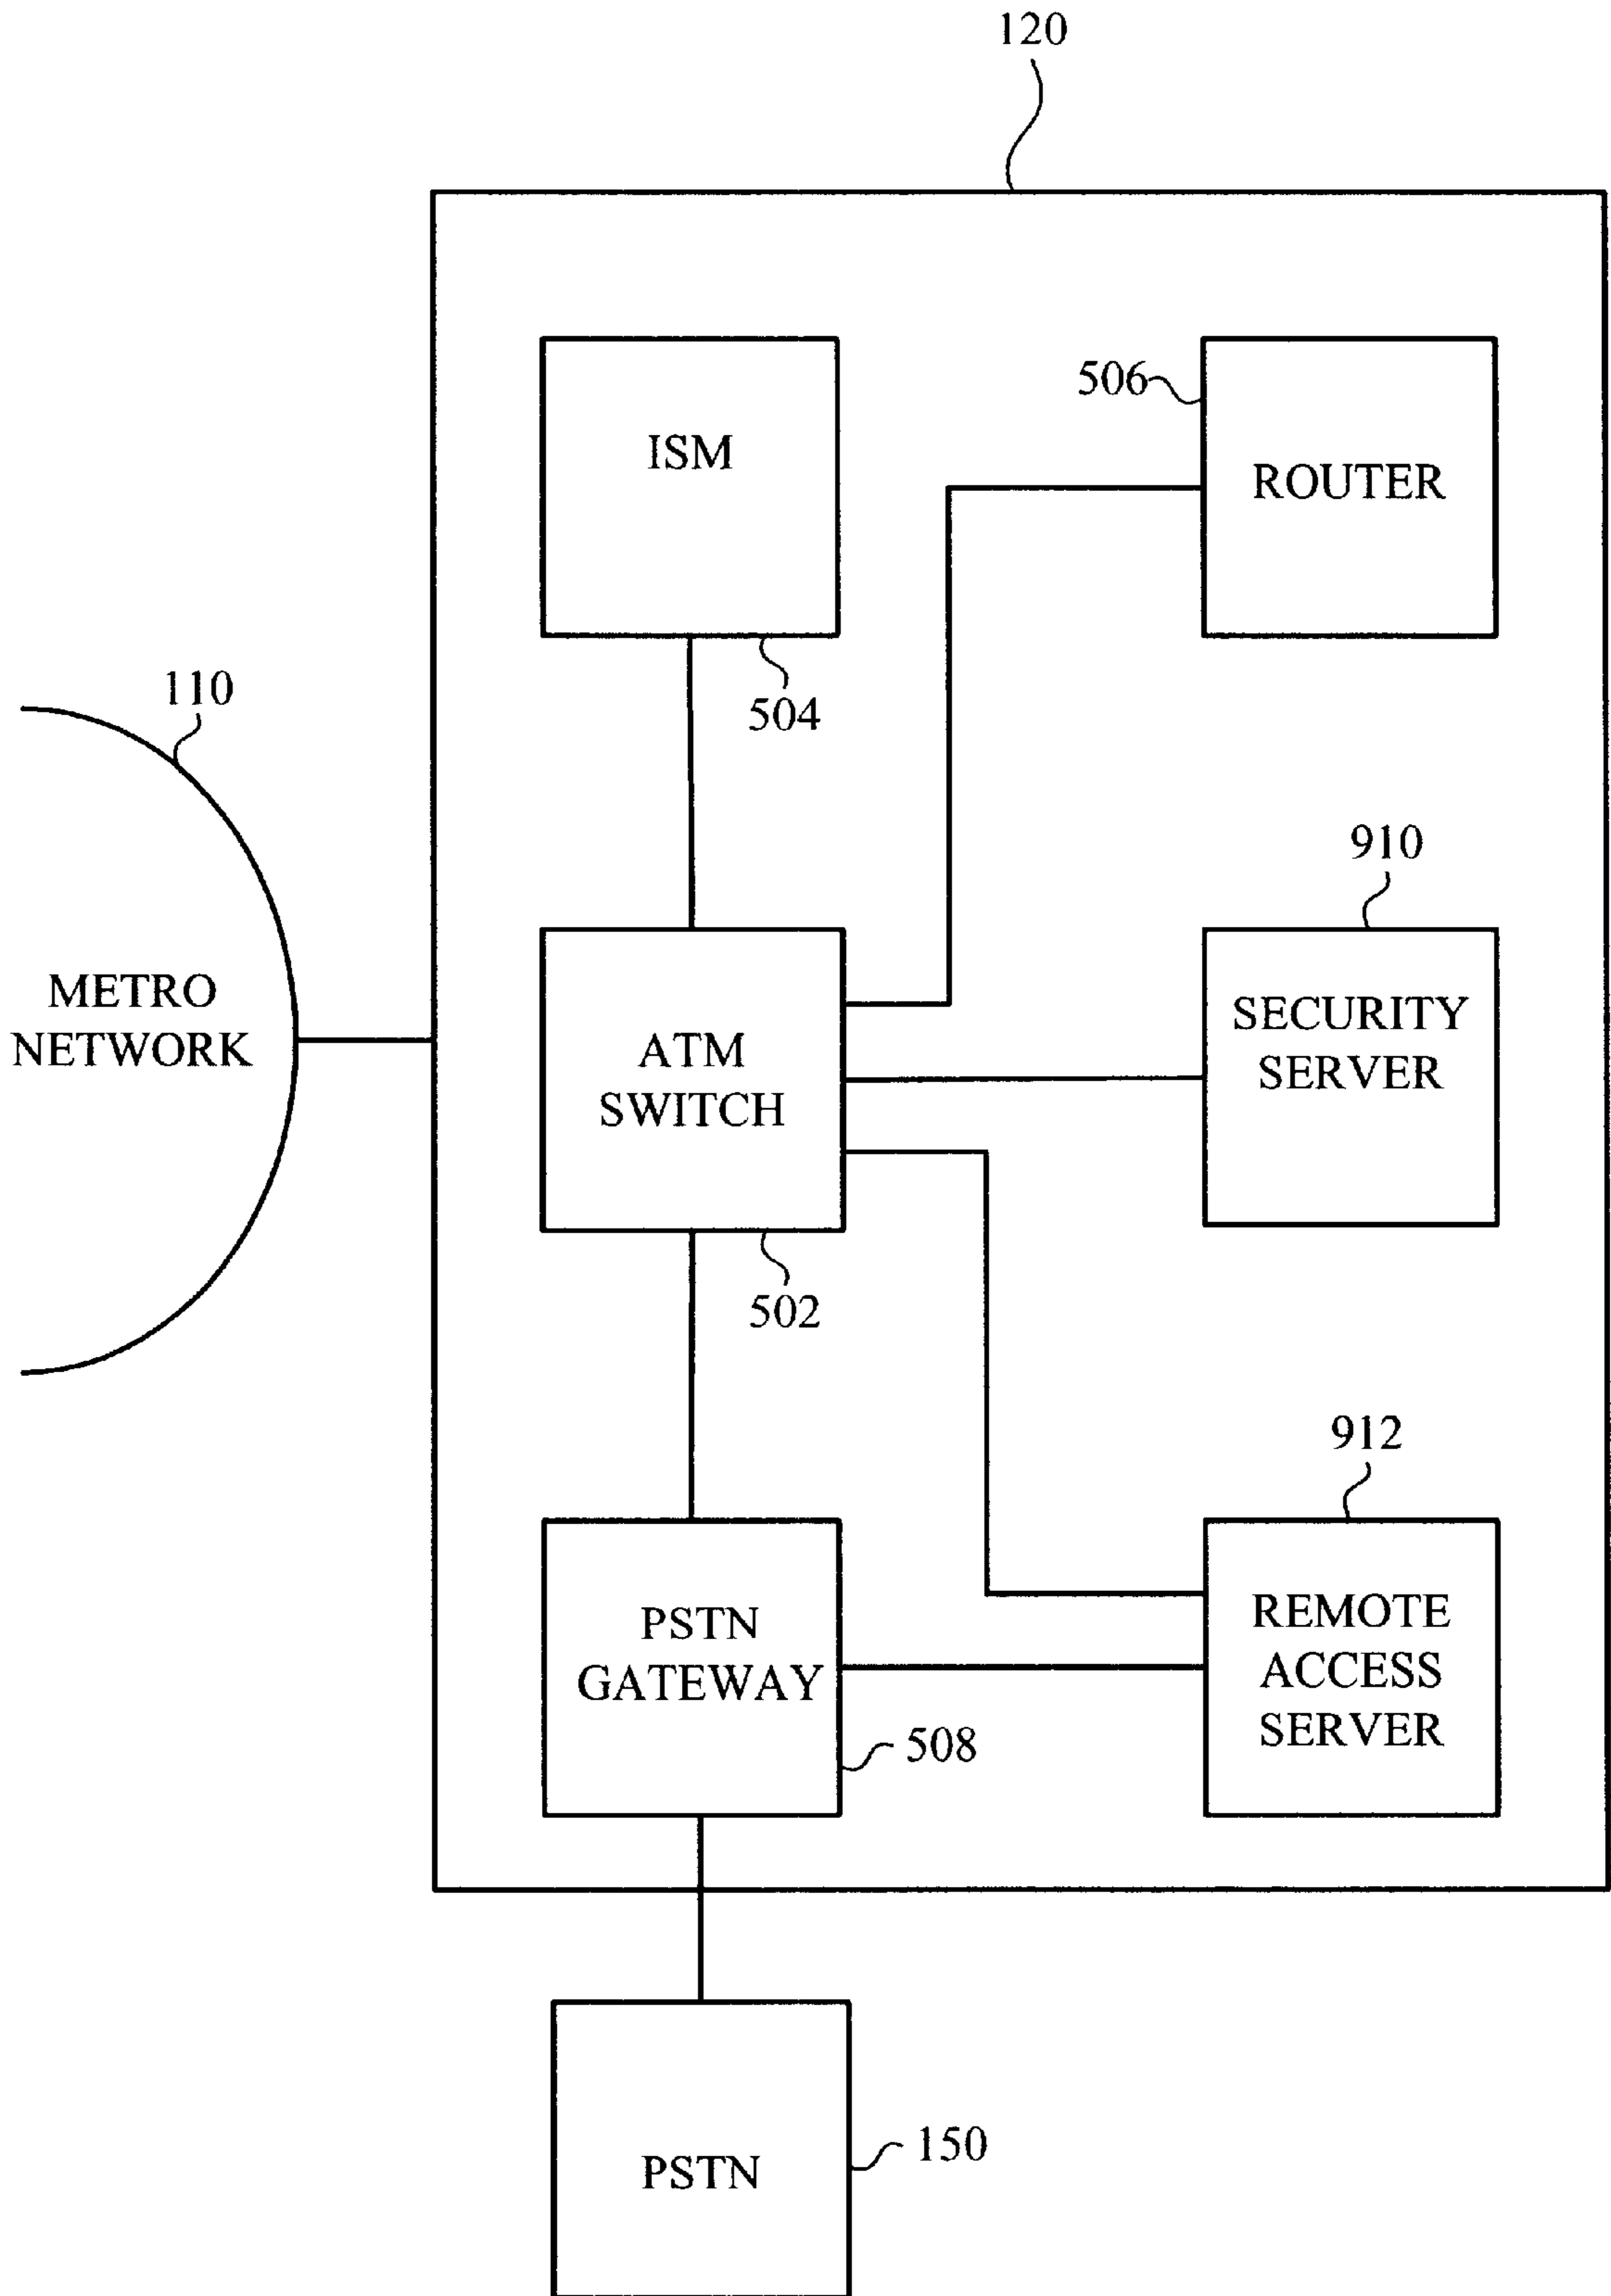 120
ISM
506
ROUTER
504
110
METRO
NETWORK
910
ATM
SWITCH
SECURITY
SERVER
502
912
PSTN
GATEWAY
508
REMOTE
ACCESS
SERVER
PSTN
150